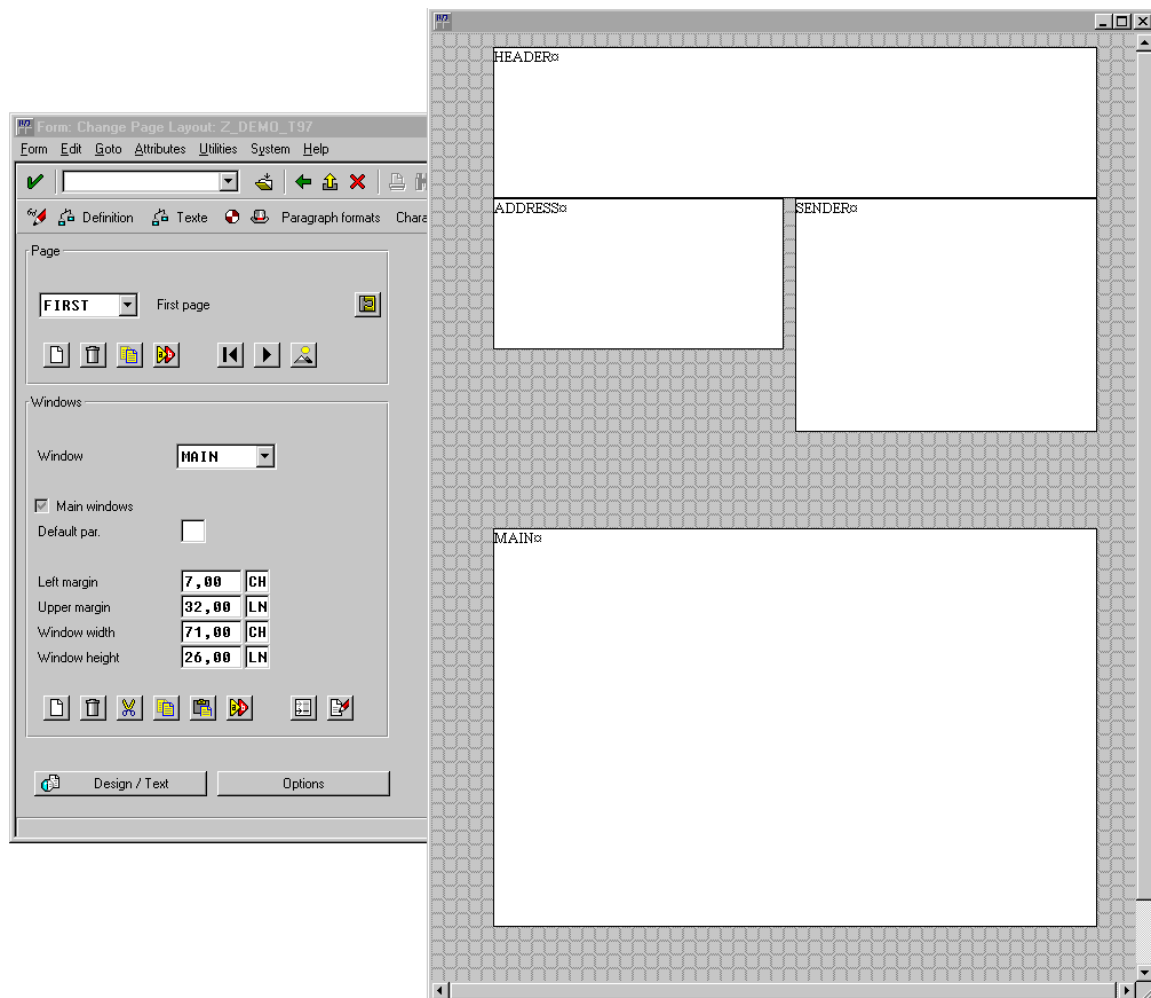 Form: Change Page Layout: Z_DEMO_T97
Form Edit Goto Attributes Utilities System Help
Definition Texte Paragraph formats Chara
Page
FIRST First page
Windows
Window MAIN
Main windows
Default par.
Left margin 7,00 CH
Upper margin 32,00 LN
Window width 71,00 CH
Window height 26,00 LN
Design / Text Options
HEADER¤
ADDRESS¤ SENDER¤
MAIN¤